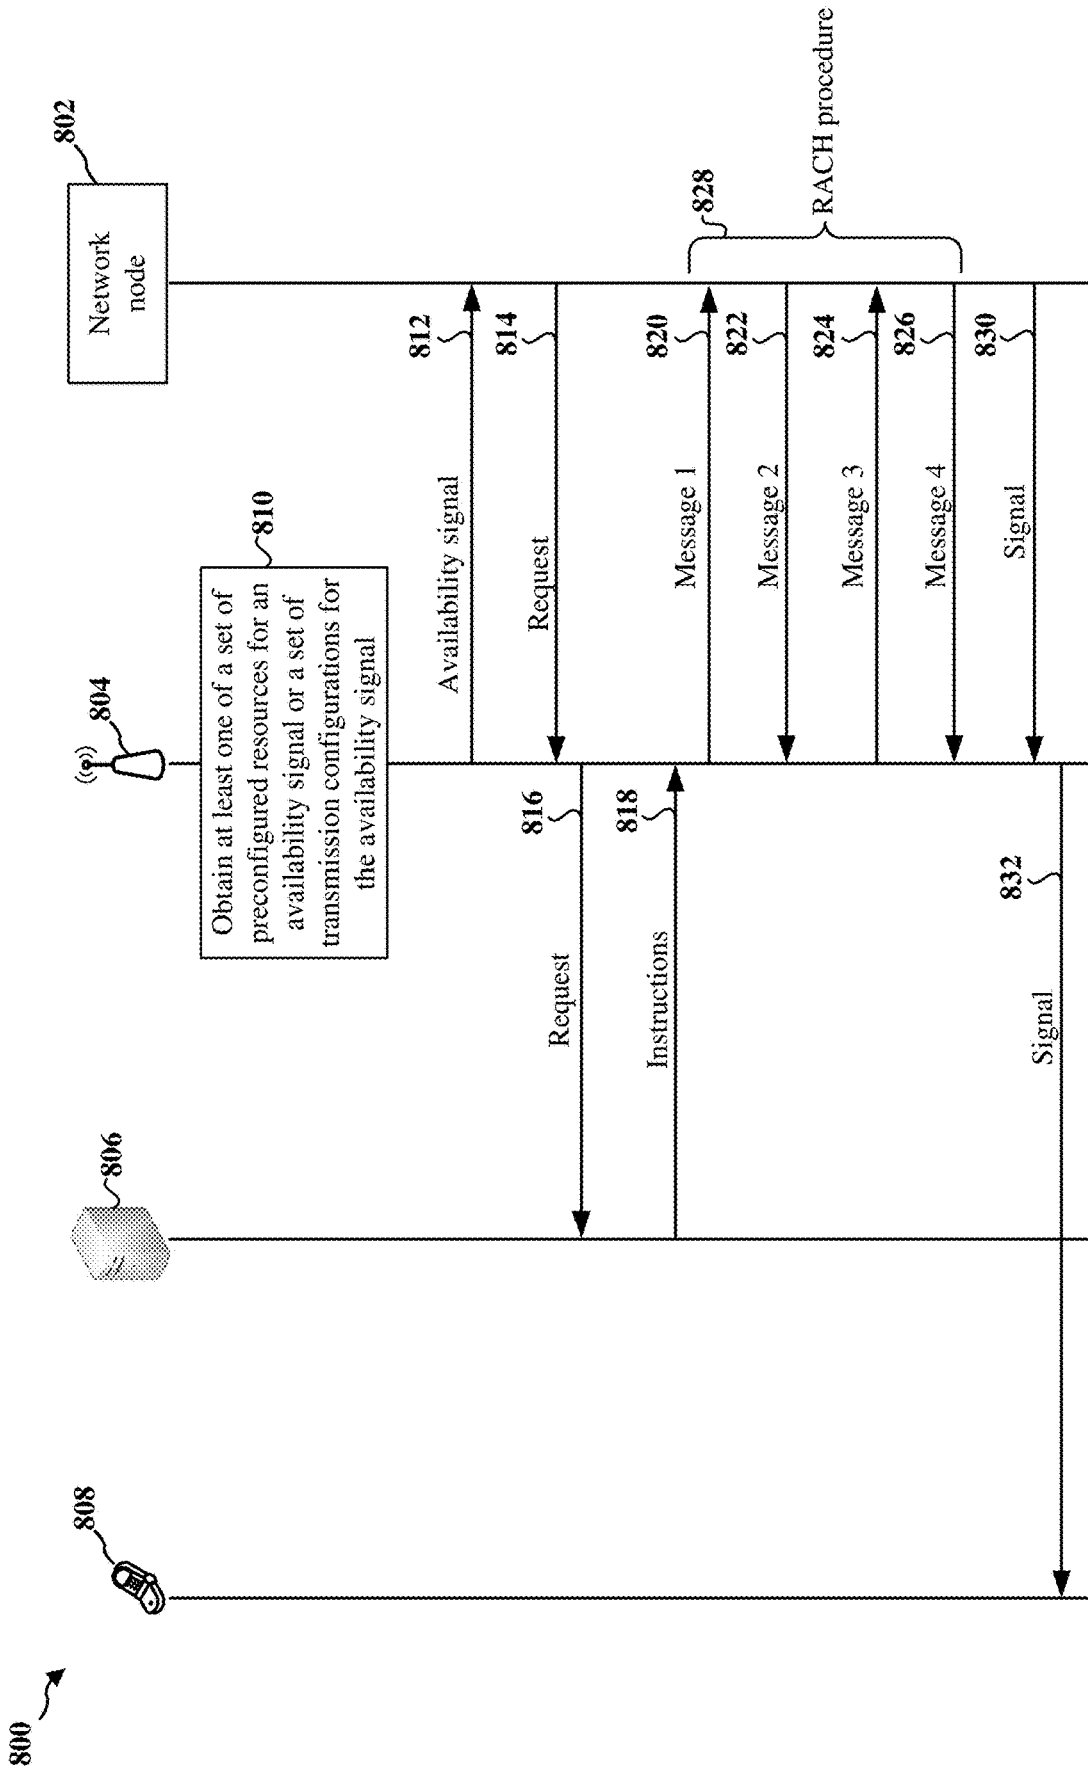 800
808
806
804
802
Network
node
810
Obtain at least one of a set of
preconfigured resources for an
availability signal or a set of
transmission configurations for
the availability signal
Availability signal
812
Request
814
Request
816
Instructions
818
Message 1
820
Message 2
822
Message 3
824
Message 4
826
828
RACH procedure
Signal
830
Signal
832